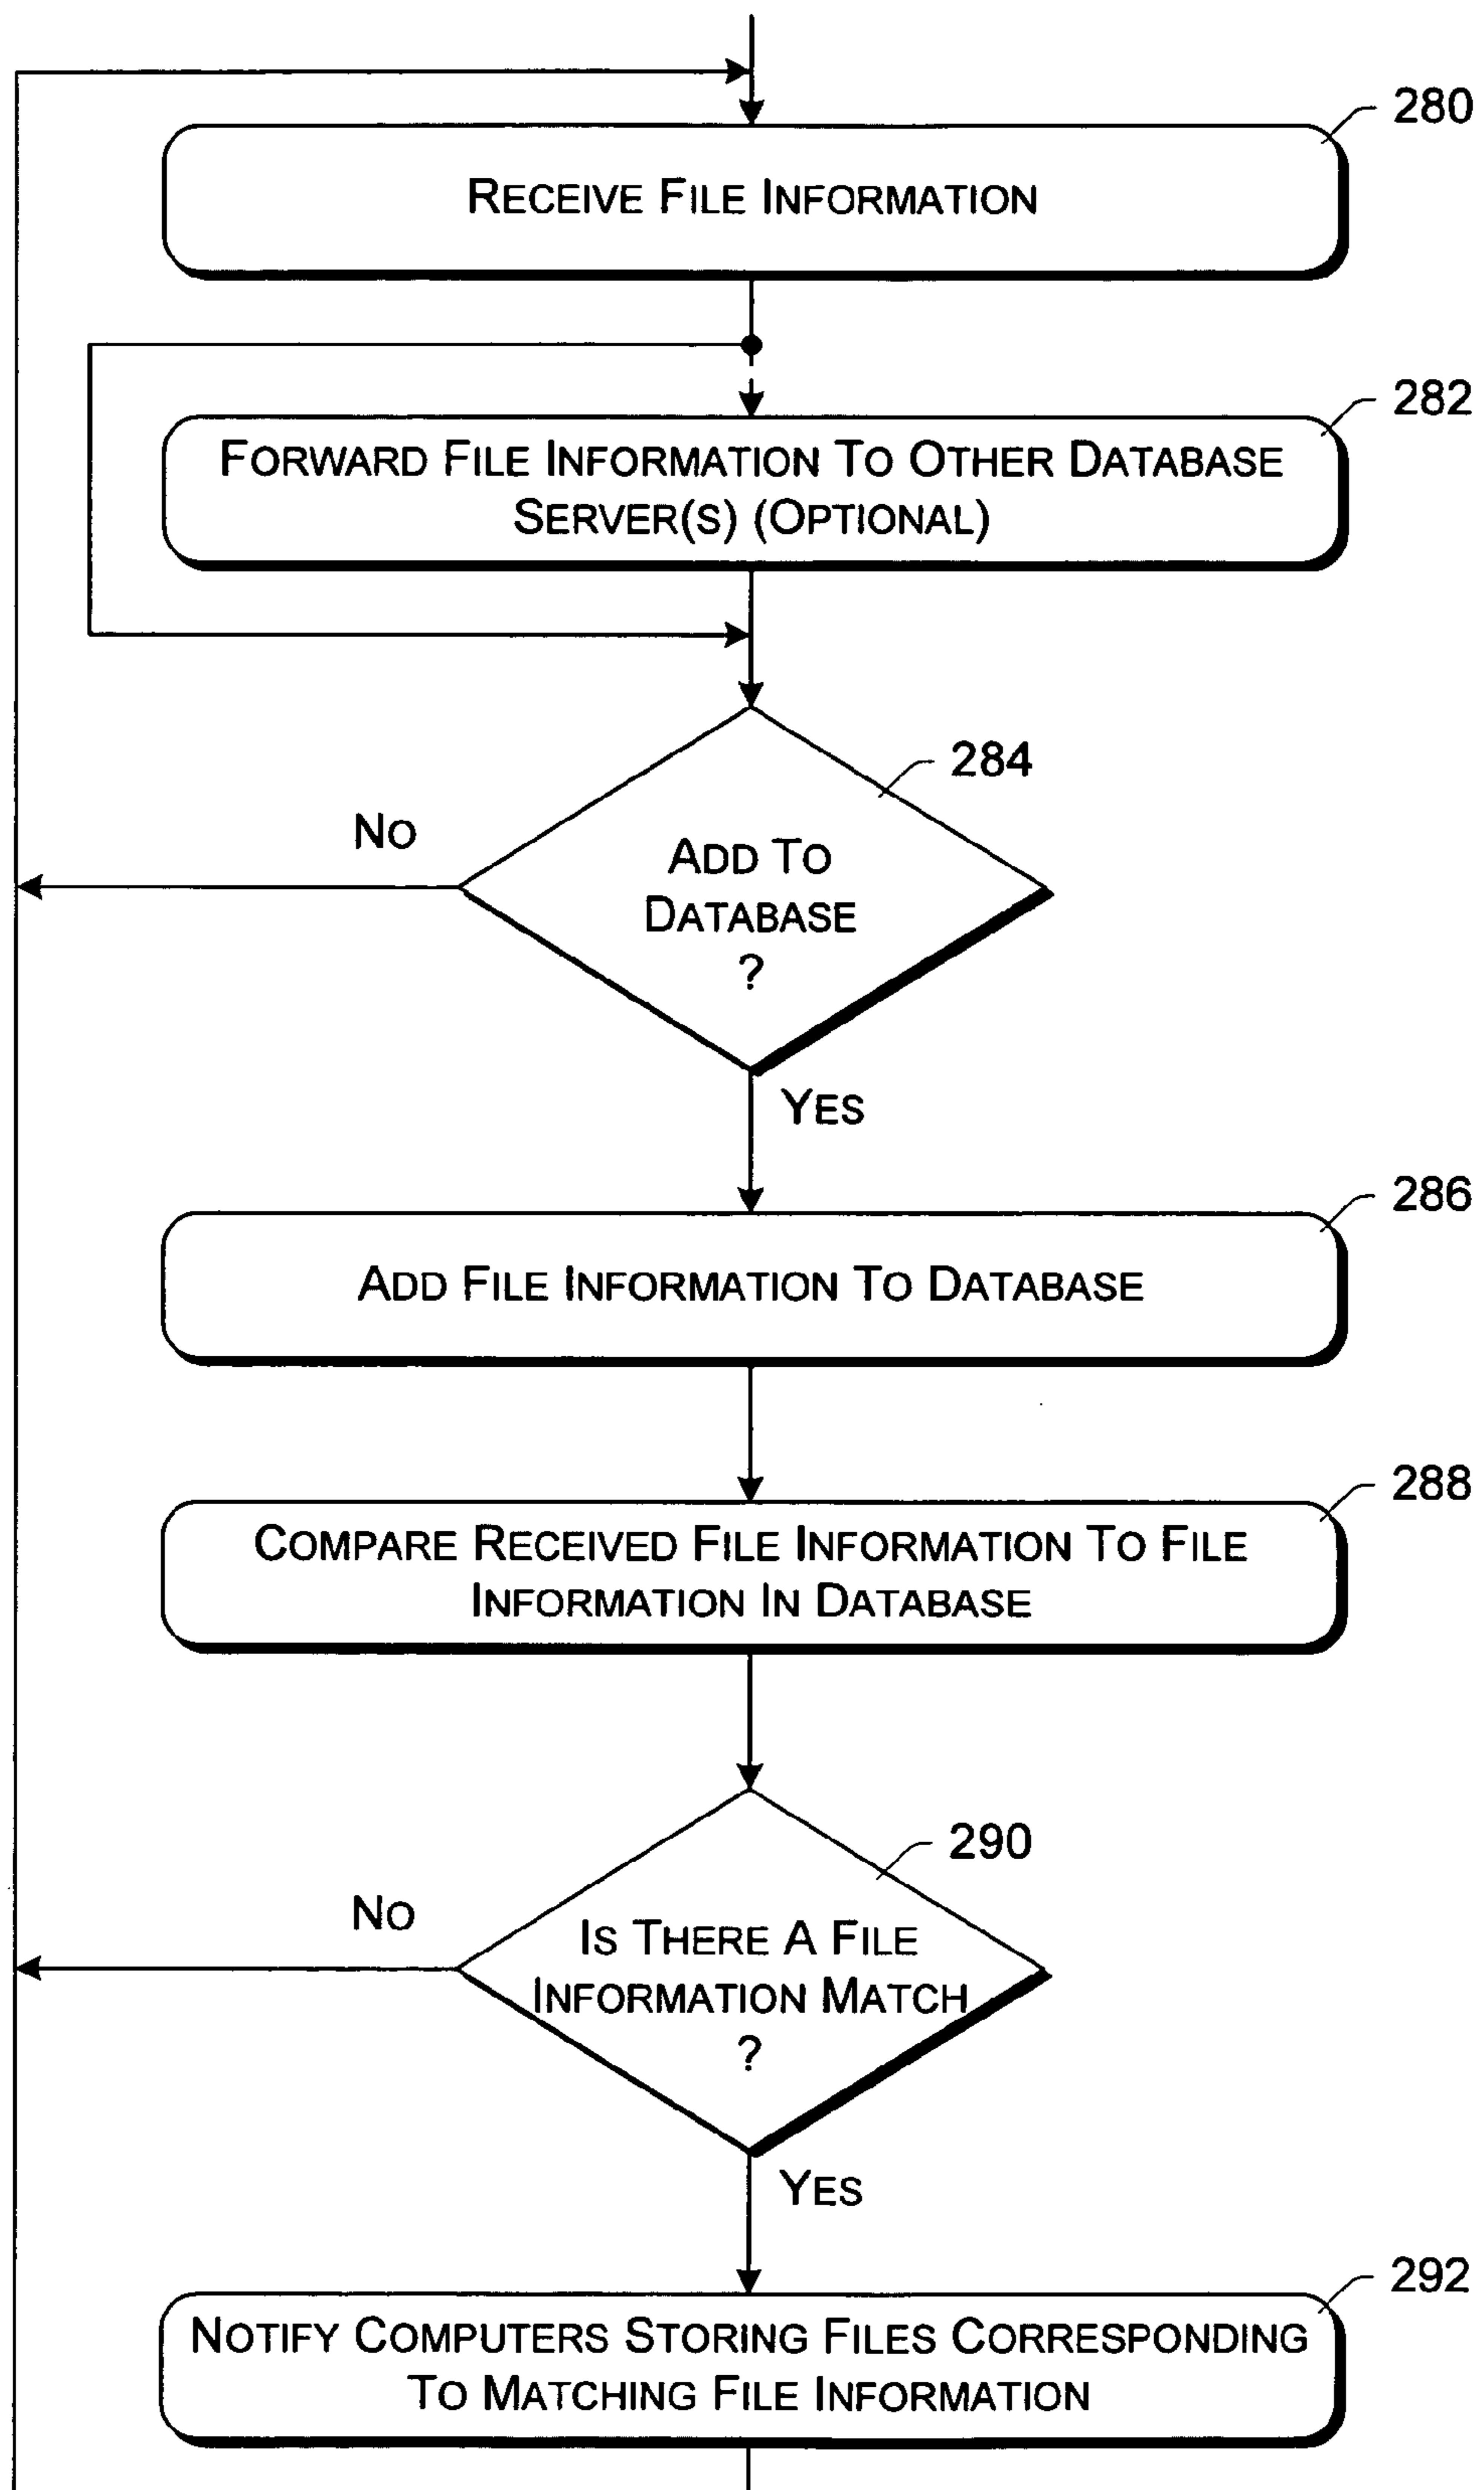 280
RECEIVE FILE INFORMATION
282
FORWARD FILE INFORMATION TO OTHER DATABASE
SERVER(S) (OPTIONAL)
284
NO
ADD TO
DATABASE
?
YES
286
ADD FILE INFORMATION TO DATABASE
288
COMPARE RECEIVED FILE INFORMATION TO FILE
INFORMATION IN DATABASE
290
NO
IS THERE A FILE
INFORMATION MATCH
?
YES
292
NOTIFY COMPUTERS STORING FILES CORRESPONDING
TO MATCHING FILE INFORMATION